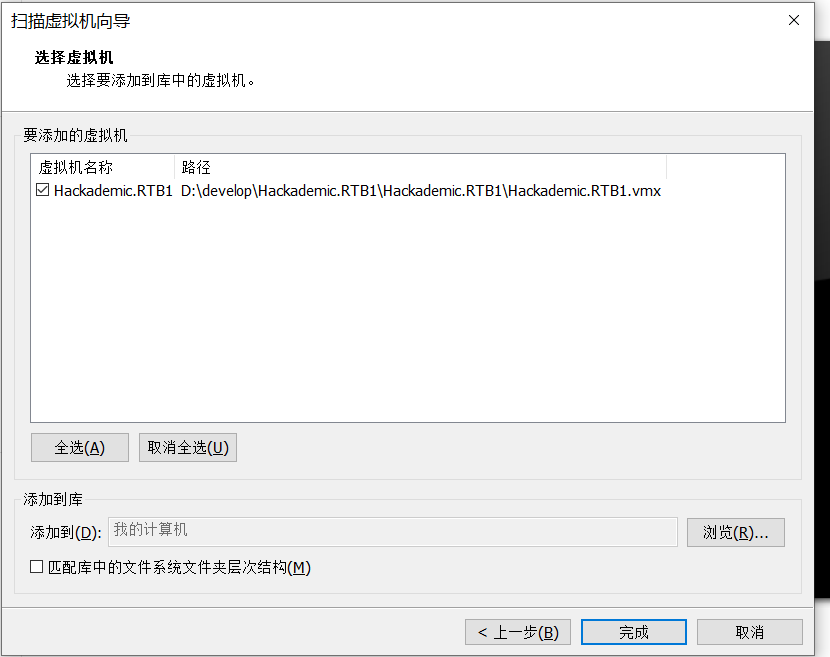 扫描虚拟机向导
选择虚拟机
选择要添加到库中的虚拟机。
要添加的虚拟机
虚拟机名称 路径
Hackademic.RTB1 D:\develop\Hackademic.RTB1\Hackademic.RTB1\Hackademic.RTB1.vmx
全选(A) 取消全选(U)
添加到库
添加到(D): 我的计算机 浏览(R)...
匹配库中的文件系统文件夹层次结构(M)
< 上一步(B) 完成 取消